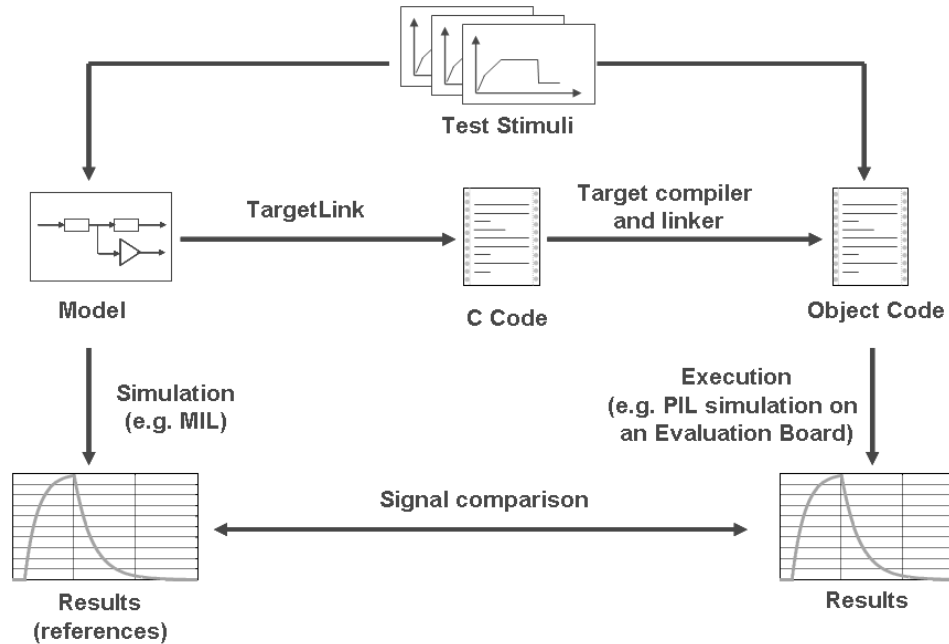 Test Stimuli
TargetLink
Target compiler
and linker
Model
C Code
Object Code
Simulation
(e.g. MIL)
Execution
(e.g. PIL simulation on
an Evaluation Board)
Signal comparison
Results
(references)
Results